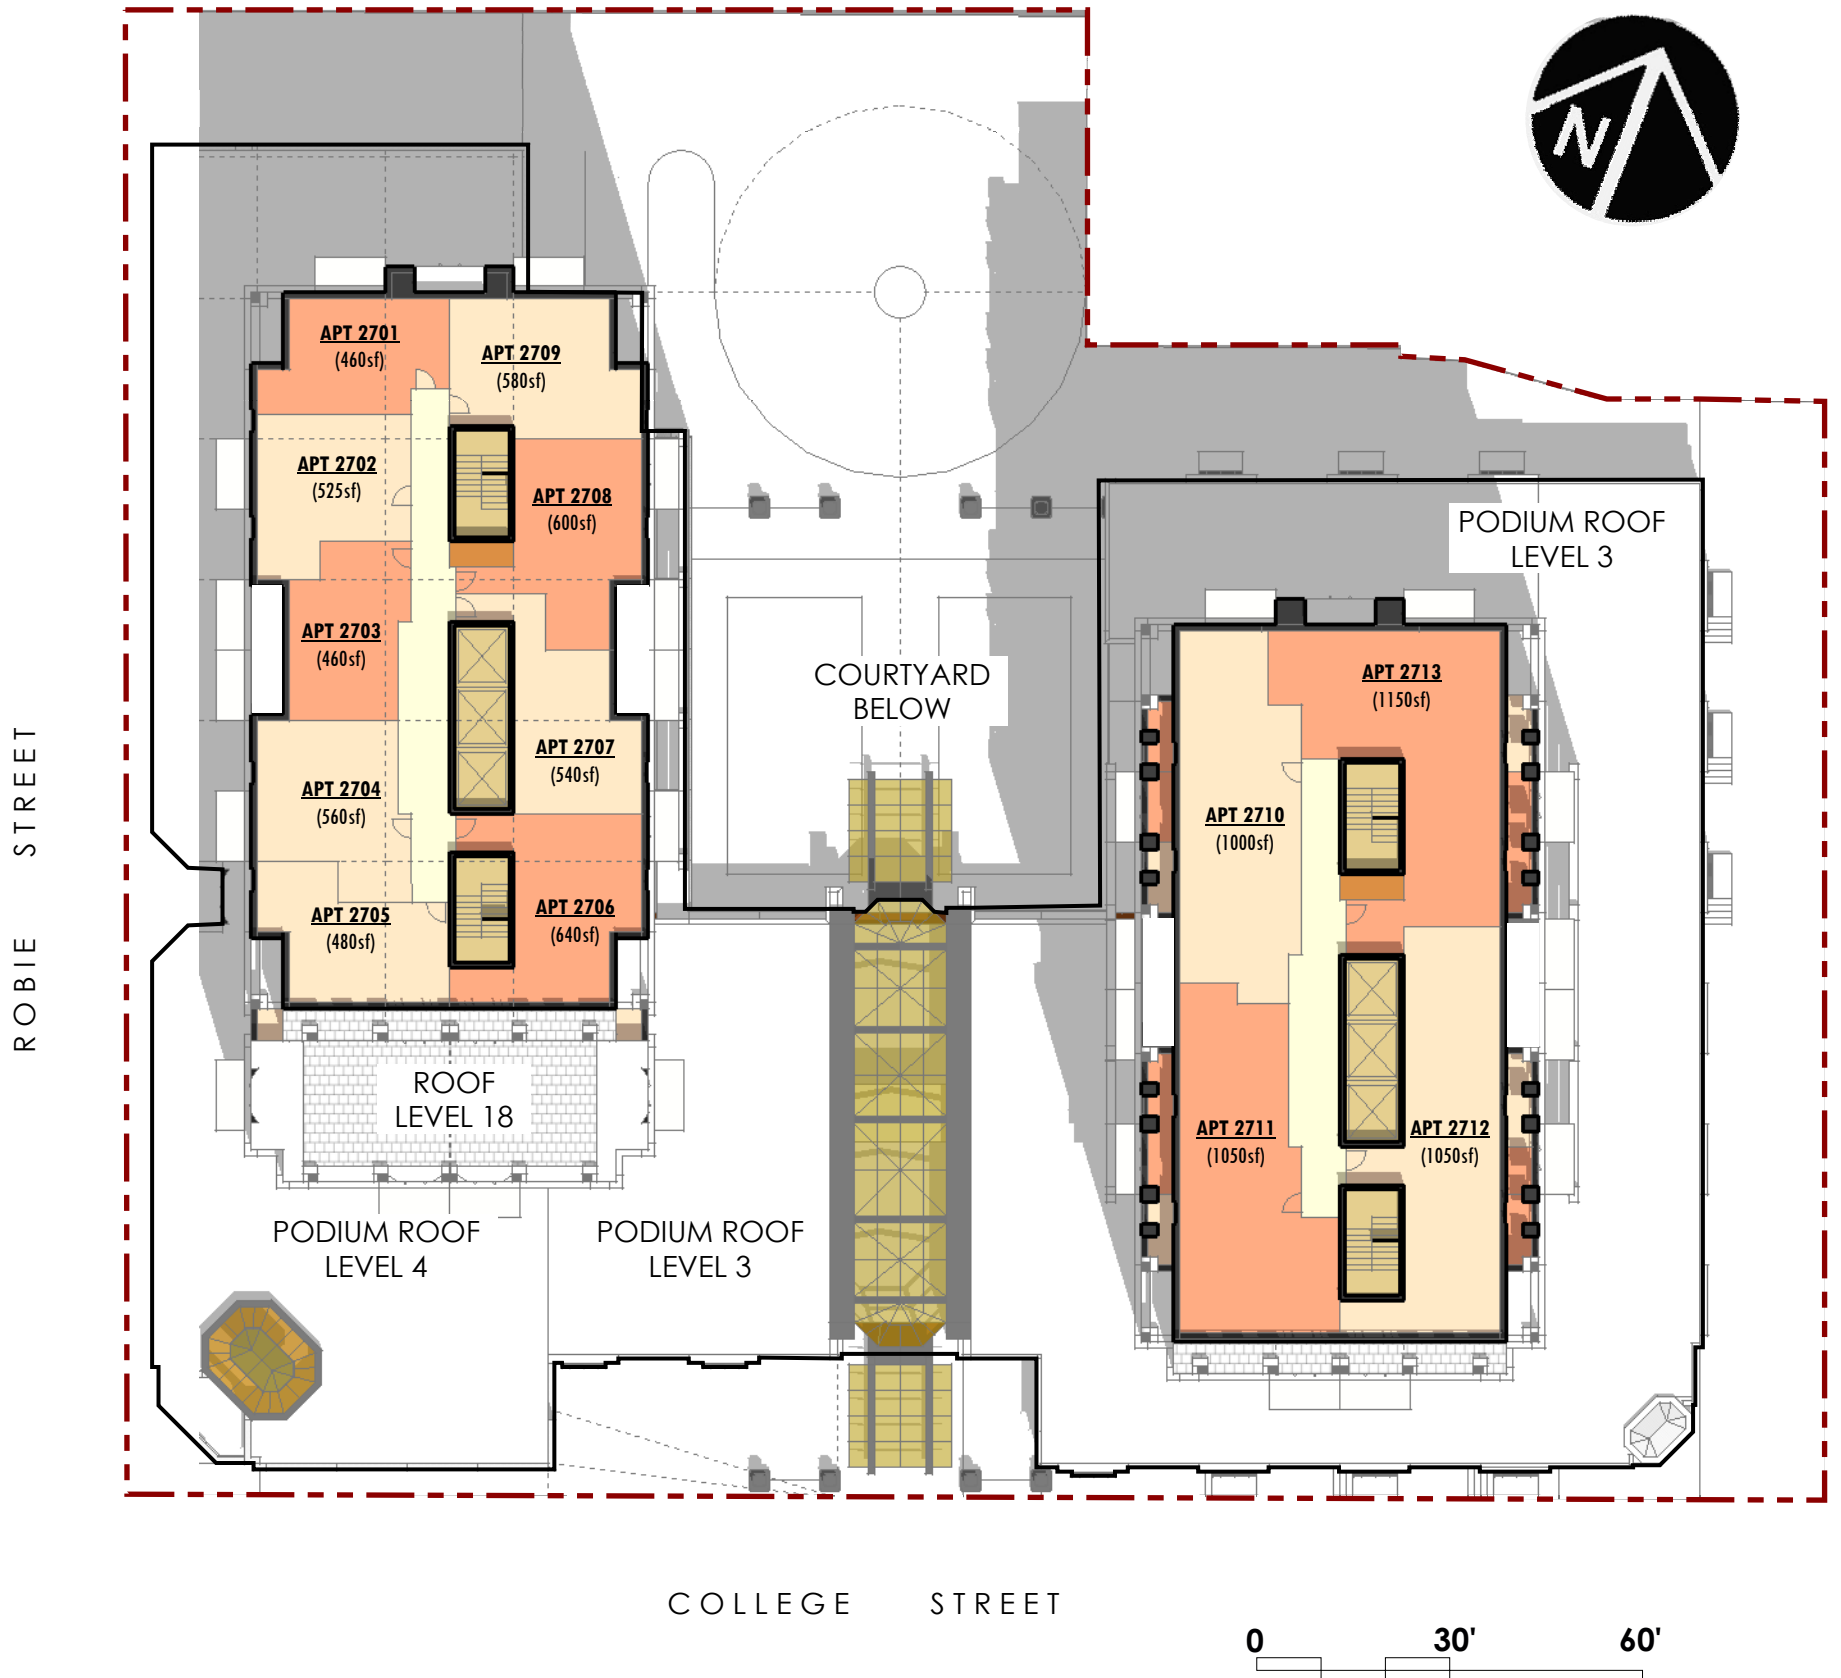 N
APT 2701
(460sf)
APT 2709
(580sf)
APT 2702
(525sf)
APT 2708
(600sf)
APT 2703
(460sf)
APT 2707
(540sf)
APT 2704
(560sf)
APT 2705
(480sf)
APT 2706
(640sf)
ROOF
LEVEL 18
PODIUM ROOF
LEVEL 4
PODIUM ROOF
LEVEL 3
COURTYARD
BELOW
PODIUM ROOF
LEVEL 3
APT 2713
(1150sf)
APT 2710
(1000sf)
APT 2711
(1050sf)
APT 2712
(1050sf)
ROBIE STREET
COLLEGE STREET
0 30' 60'